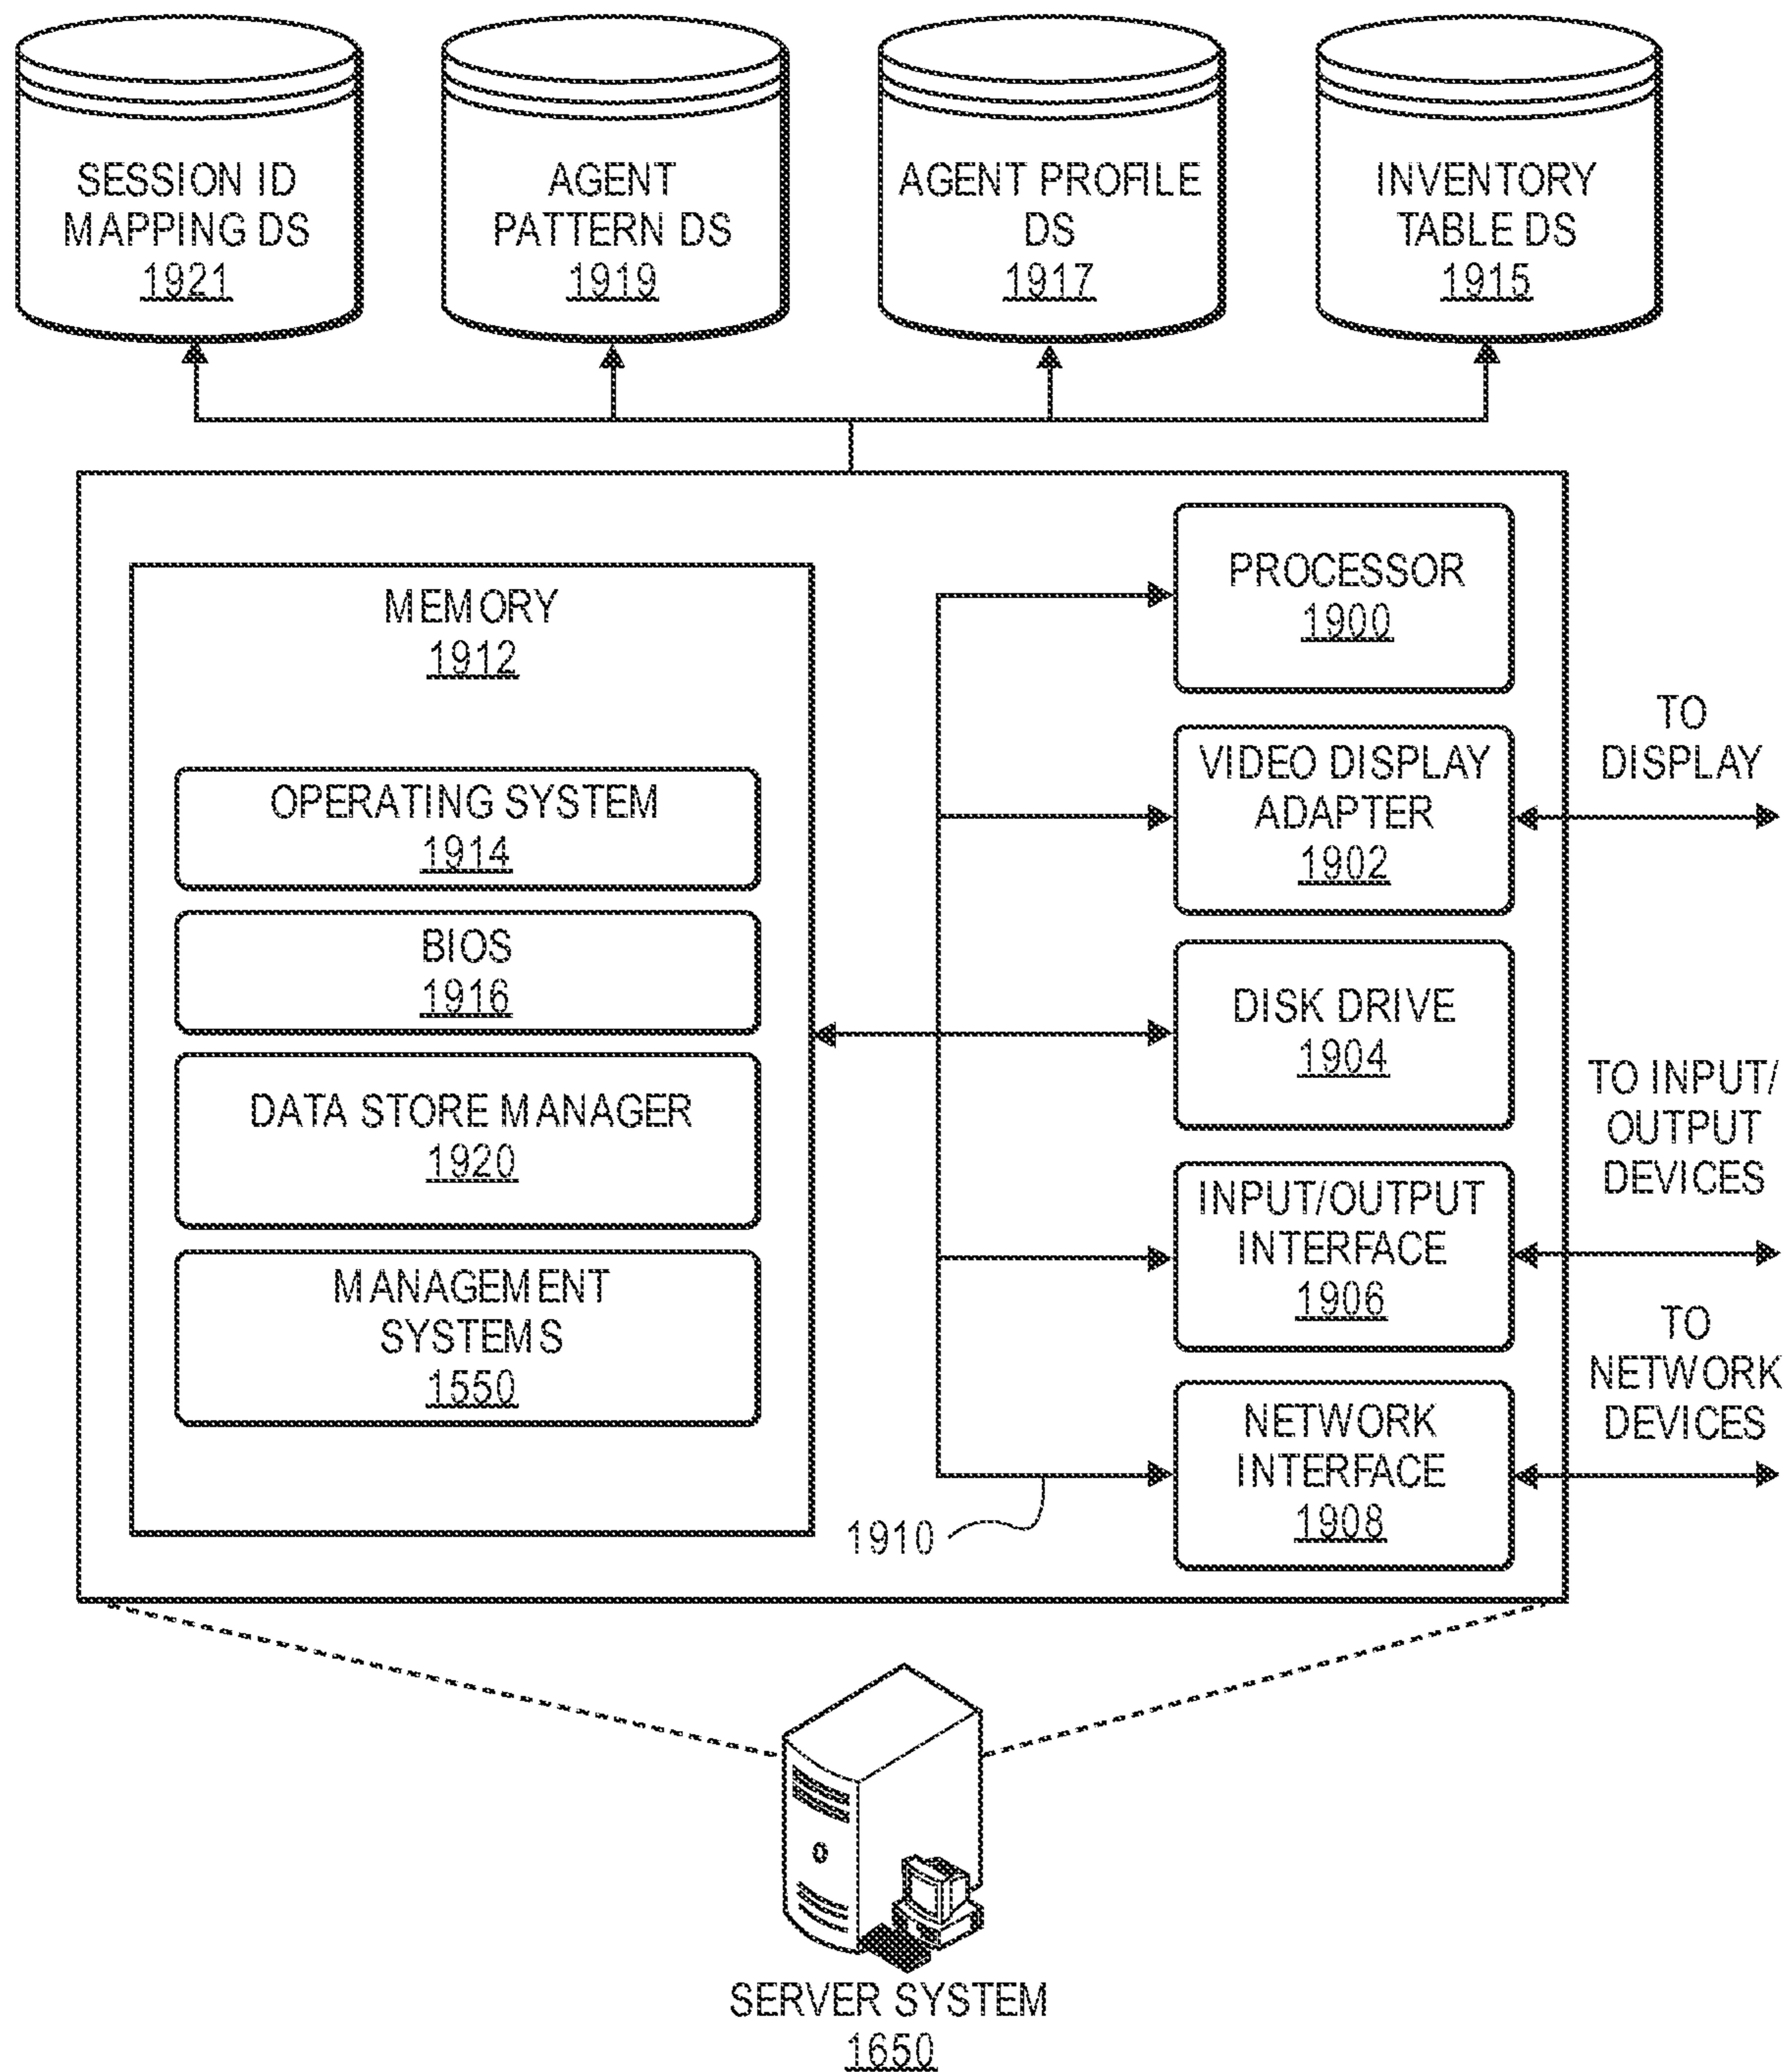 SESSION ID
MAPPING DS
1921
AGENT
PATTERN DS
1919
AGENT PROFILE
DS
1917
INVENTORY
TABLE DS
1915
MEMORY
1912
OPERATING SYSTEM
1914
BIOS
1916
DATA STORE MANAGER
1920
MANAGEMENT
SYSTEMS
1550
PROCESSOR
1900
VIDEO DISPLAY
ADAPTER
1902
DISK DRIVE
1904
INPUT/OUTPUT
INTERFACE
1906
NETWORK
INTERFACE
1908
1910
TO
DISPLAY
TO INPUT/
OUTPUT
DEVICES
TO
NETWORK
DEVICES
SERVER SYSTEM
1650